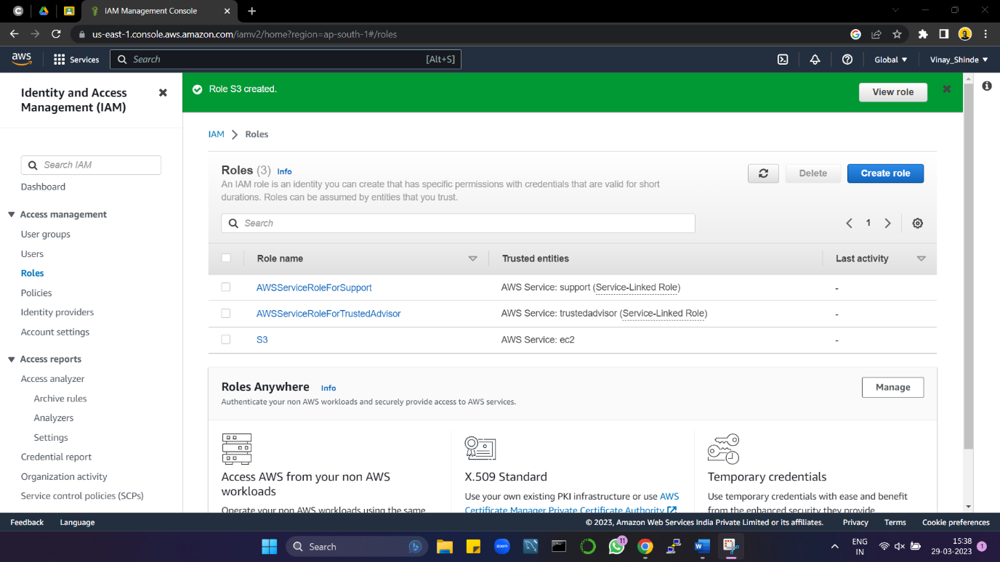 IAM Management Console
us-east-1.console.aws.amazon.com/iamv2/home?region=ap-south-1#/roles
aws
Services
Search
[Alt+S]
Global
Vinay_Shinde
Identity and Access
Management (IAM)
Search IAM
Dashboard
Access management
User groups
Users
Roles
Policies
Identity providers
Account settings
Access reports
Access analyzer
Archive rules
Analyzers
Settings
Credential report
Organization activity
Service control policies (SCPs)
Role S3 created.
View role
IAM
Roles
Roles (3) Info
An IAM role is an identity you can create that has specific permissions with credentials that are valid for short
durations. Roles can be assumed by entities that you trust.
Delete
Create role
Search
1
Role name
Trusted entities
Last activity
AWSServiceRoleForSupport
AWS Service: support (Service-Linked Role)
-
AWSServiceRoleForTrustedAdvisor
AWS Service: trustedadvisor (Service-Linked Role)
-
S3
AWS Service: ec2
-
Roles Anywhere Info
Authenticate your non AWS workloads and securely provide access to AWS services.
Manage
Access AWS from your non AWS
workloads
Operate your non AWS workloads using the same
X.509 Standard
Use your own existing PKI infrastructure or use AWS
Certificate Manager Private Certificate Authority
Temporary credentials
Use temporary credentials with ease and benefit
from the enhanced security they provide
Feedback
Language
© 2023, Amazon Web Services India Private Limited or its affiliates.
Privacy
Terms
Cookie preferences
Search
zoom
11
ENG
IN
15:38
29-03-2023
1